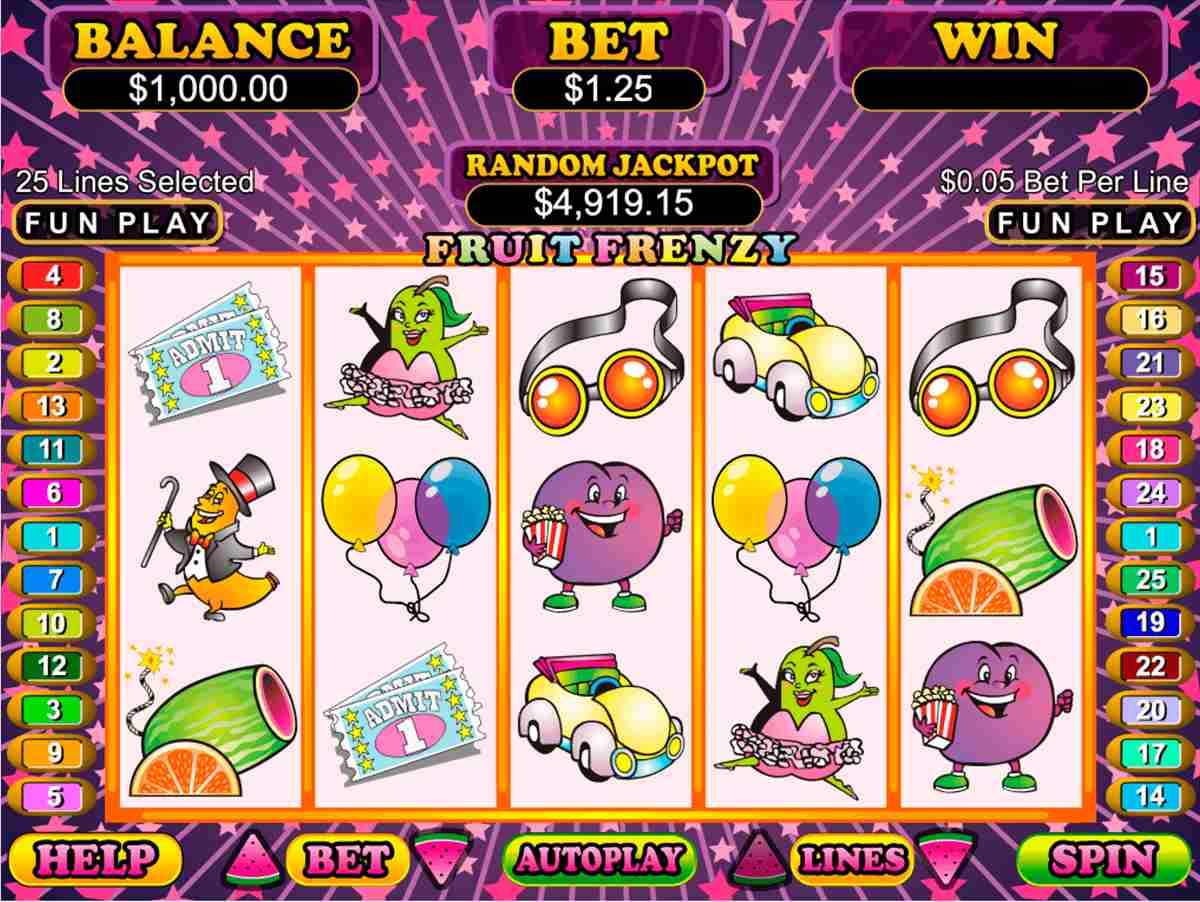 BALANCE
$1,000.00
BET
$1.25
WIN
RANDOM JACKPOT
$4,919.15
25 Lines Selected
FUN PLAY
$0.05 Bet Per Line
FUN PLAY
FRUIT FRENZY
4
8
2
13
11
6
1
7
10
12
3
9
5
ADMIT
1
ADMIT
1
15
16
21
23
18
24
1
25
19
22
20
17
14
HELP
BET
AUTOPLAY
LINES
SPIN